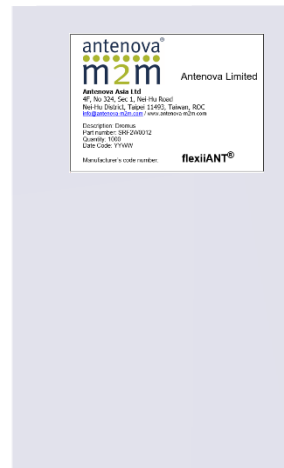 antenova®
m2m
Antenova Limited
Antenova Asia Ltd
4F, No 324, Sec 1, Nei-Hu Road
Nei-Hu District, Taipei 11493, Taiwan, ROC
info@antenova-m2m.com / www.antenova-m2m.com
Description: Dromus
Part number: SRF2W0012
Quantity: 1000
Date Code: YYWW
Manufacturer's code number. flexiiANT®